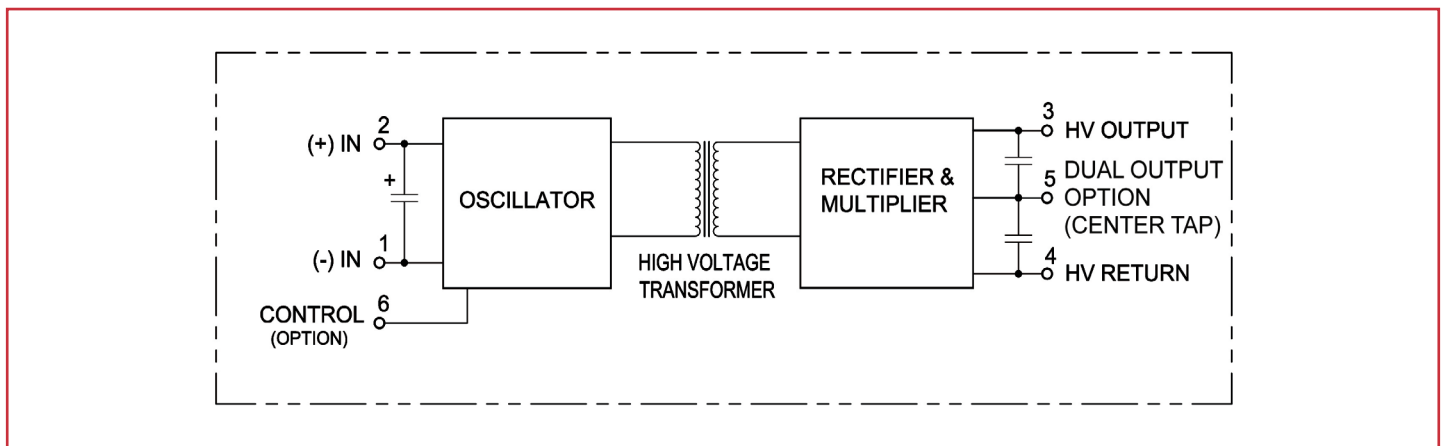 2
(+) IN
+
1
(-) IN
6
CONTROL
(OPTION)
OSCILLATOR
HIGH VOLTAGE
TRANSFORMER
RECTIFIER &
MULTIPLIER
3
HV OUTPUT
5
DUAL OUTPUT
OPTION
(CENTER TAP)
4
HV RETURN